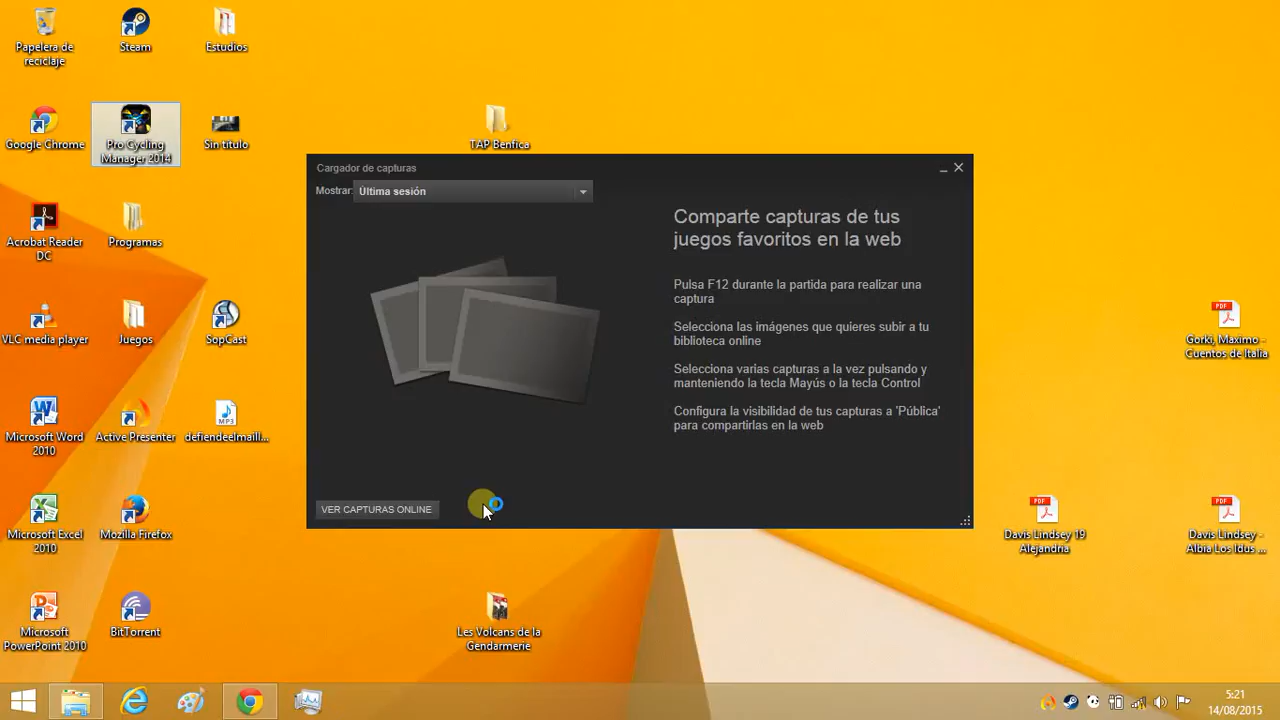 Papelera de
reciclaje
Steam
Estudios
Google Chrome
Pro Cycling
Manager 2014
Sin título
TAP Benfica
Cargador de capturas
Mostrar:
Última sesión
Comparte capturas de tus
juegos favoritos en la web
Pulsa F12 durante la partida para realizar una
captura
Selecciona las imágenes que quieres subir a tu
biblioteca online
Selecciona varias capturas a la vez pulsando y
manteniendo la tecla Mayús o la tecla Control
Configura la visibilidad de tus capturas a 'Pública'
para compartirlas en la web
VER CAPTURAS ONLINE
Acrobat Reader
DC
Programas
VLC media player
Juegos
SopCast
Gorki, Maximo -
Cuentos de Italia
Microsoft Word
2010
Active Presenter
MP3
defiendeelmaill...
Microsoft Excel
2010
Mozilla Firefox
Davis Lindsey 19
Alejandria
Davis Lindsey -
Albia Los Idus ...
Microsoft
PowerPoint 2010
BitTorrent
Les Volcans de la
Gendarmerie
PDF
PDF
PDF
5:21
14/08/2015